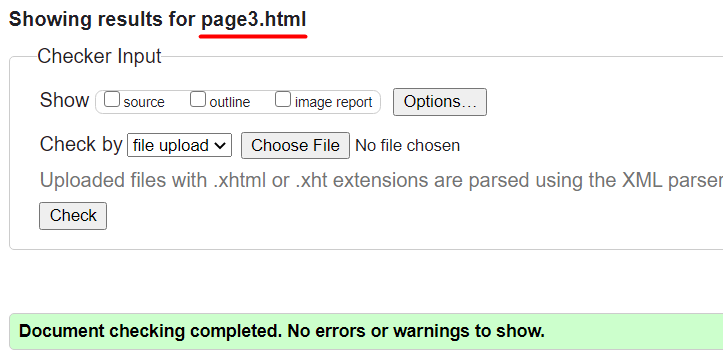 Showing results for page3.html
Checker Input
Show source outline image report Options...
Check by file upload Choose File No file chosen
Uploaded files with .xhtml or .xht extensions are parsed using the XML parser
Check
Document checking completed. No errors or warnings to show.